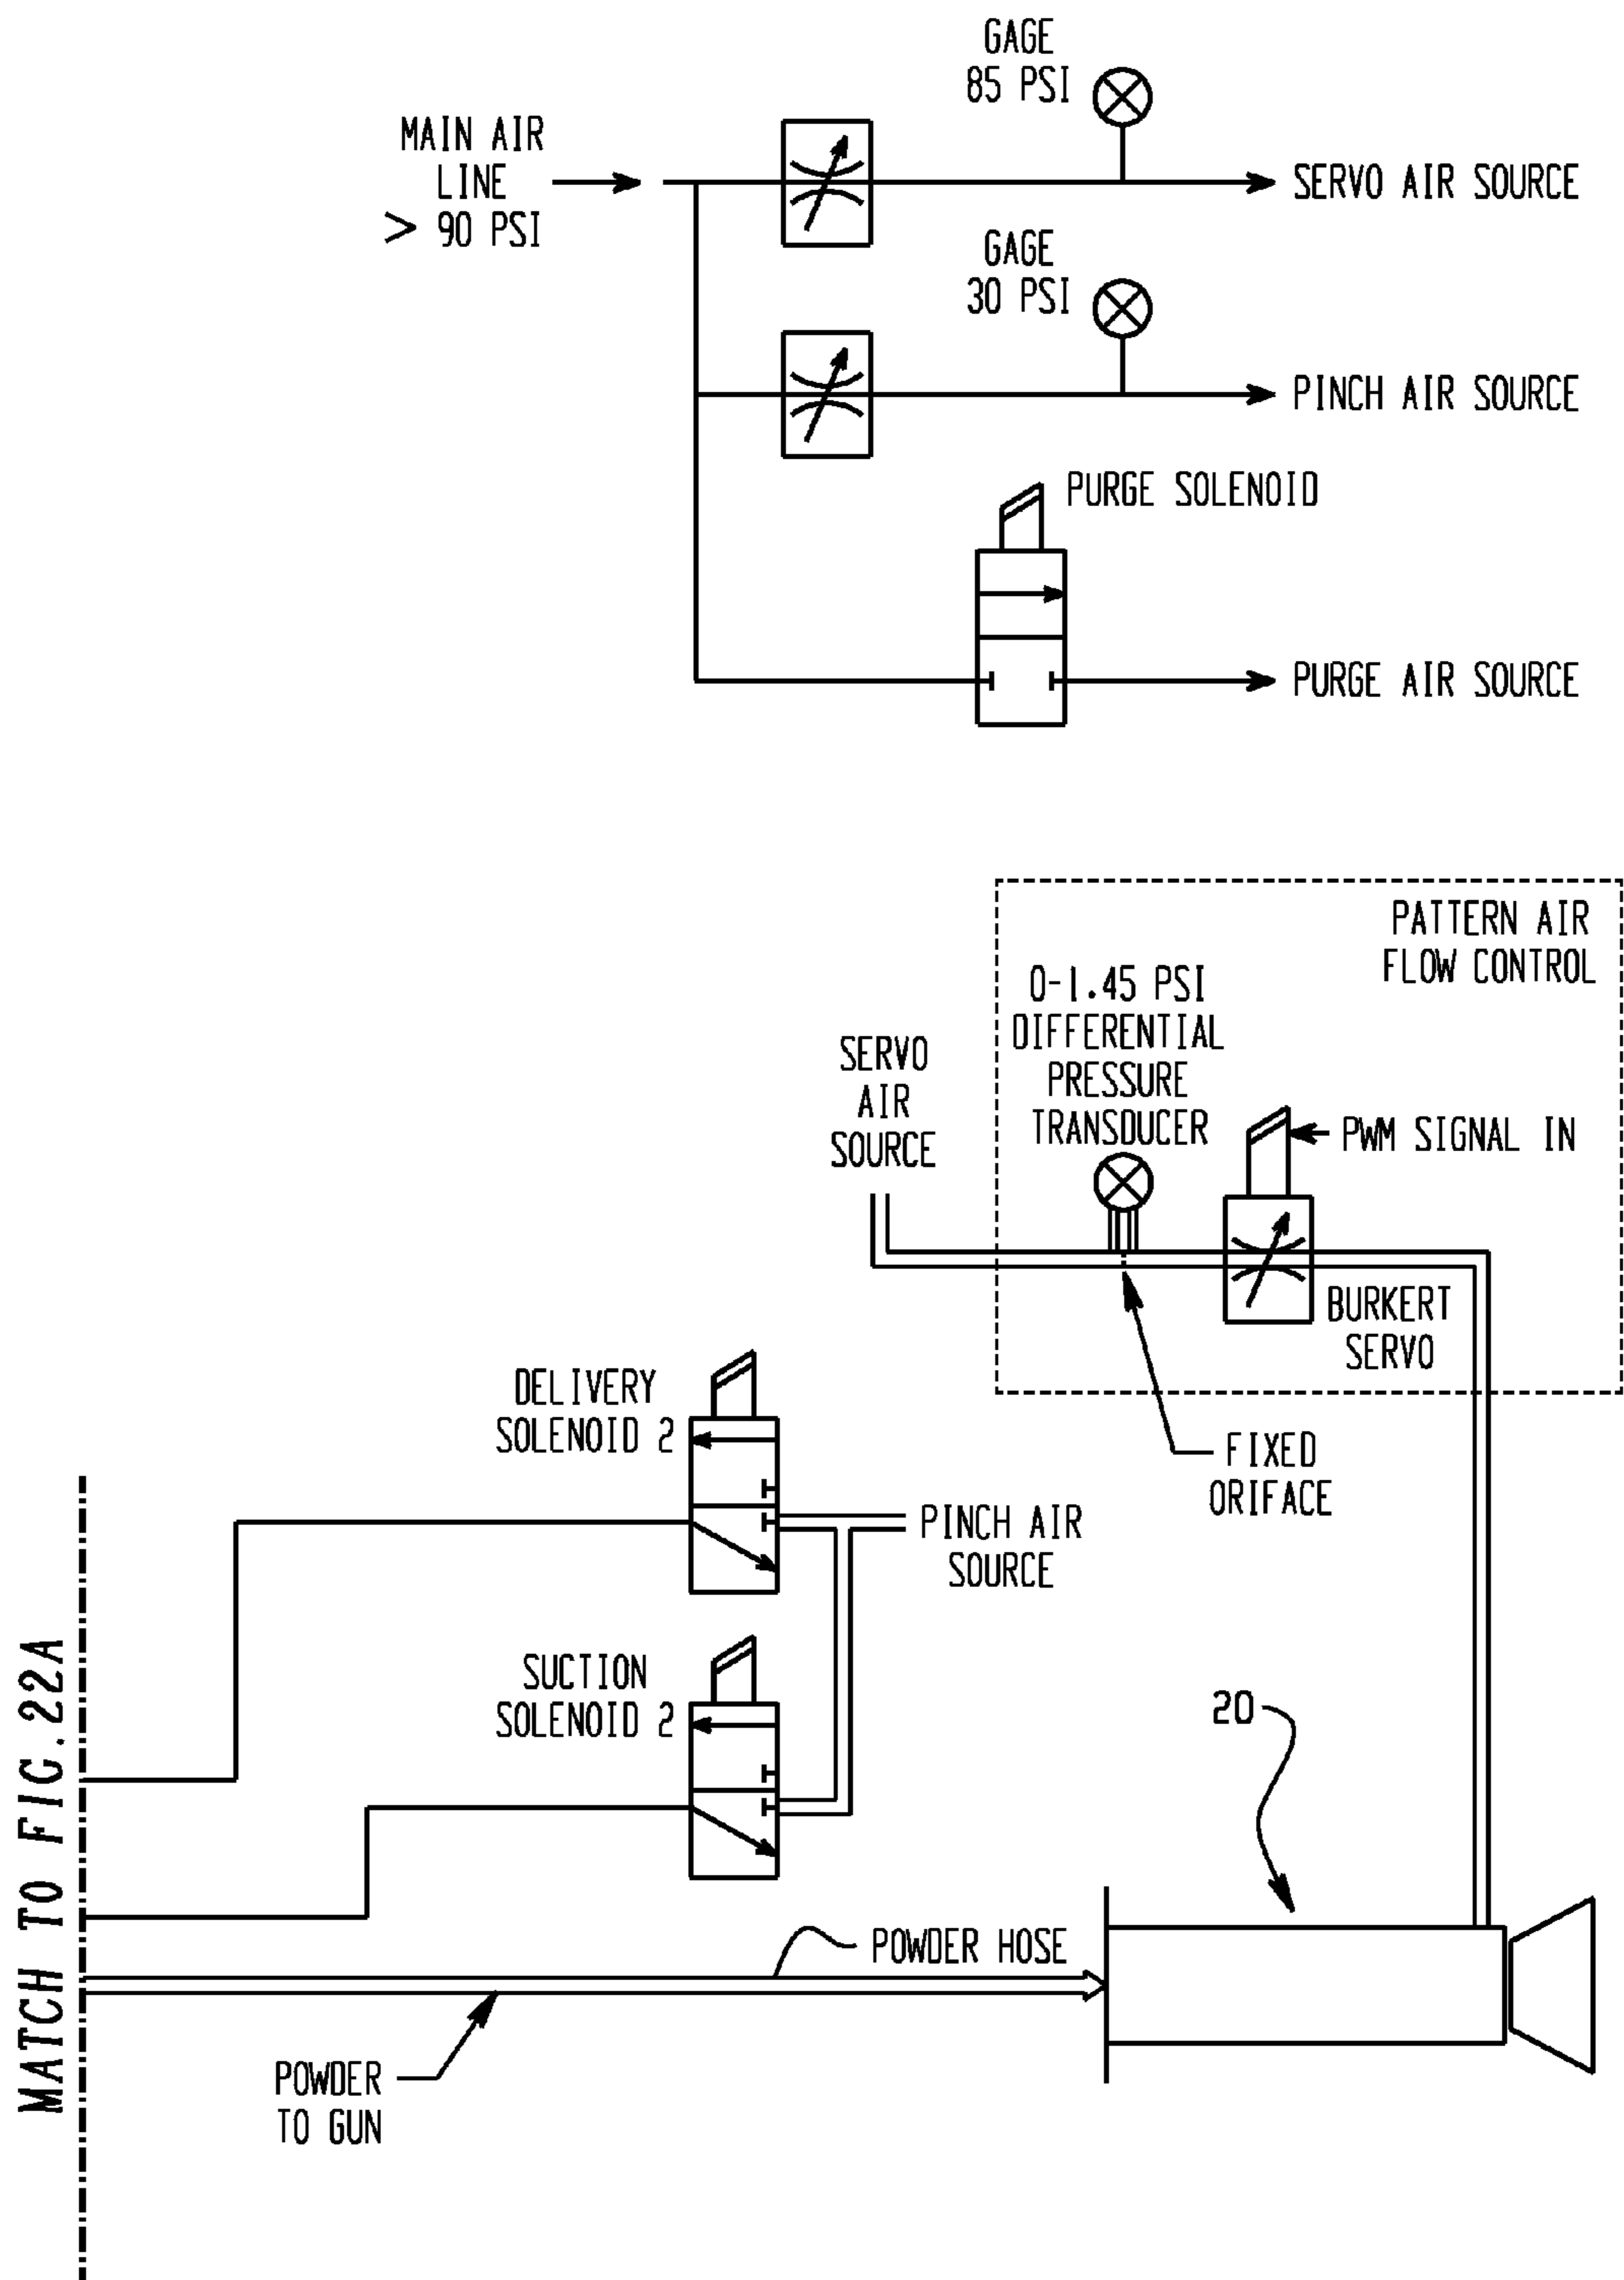 GAGE
85 PSI
MAIN AIR
LINE
> 90 PSI
SERVO AIR SOURCE
GAGE
30 PSI
PINCH AIR SOURCE
PURGE SOLENOID
PURGE AIR SOURCE
PATTERN AIR
FLOW CONTROL
0-1.45 PSI
DIFFERENTIAL
PRESSURE
TRANSDUCER
SERVO
AIR
SOURCE
PWM SIGNAL IN
BURKERT
SERVO
DELIVERY
SOLENOID 2
FIXED
ORIFACE
PINCH AIR
SOURCE
SUCTION
SOLENOID 2
20
MATCH TO FIG.22A
POWDER HOSE
POWDER
TO GUN